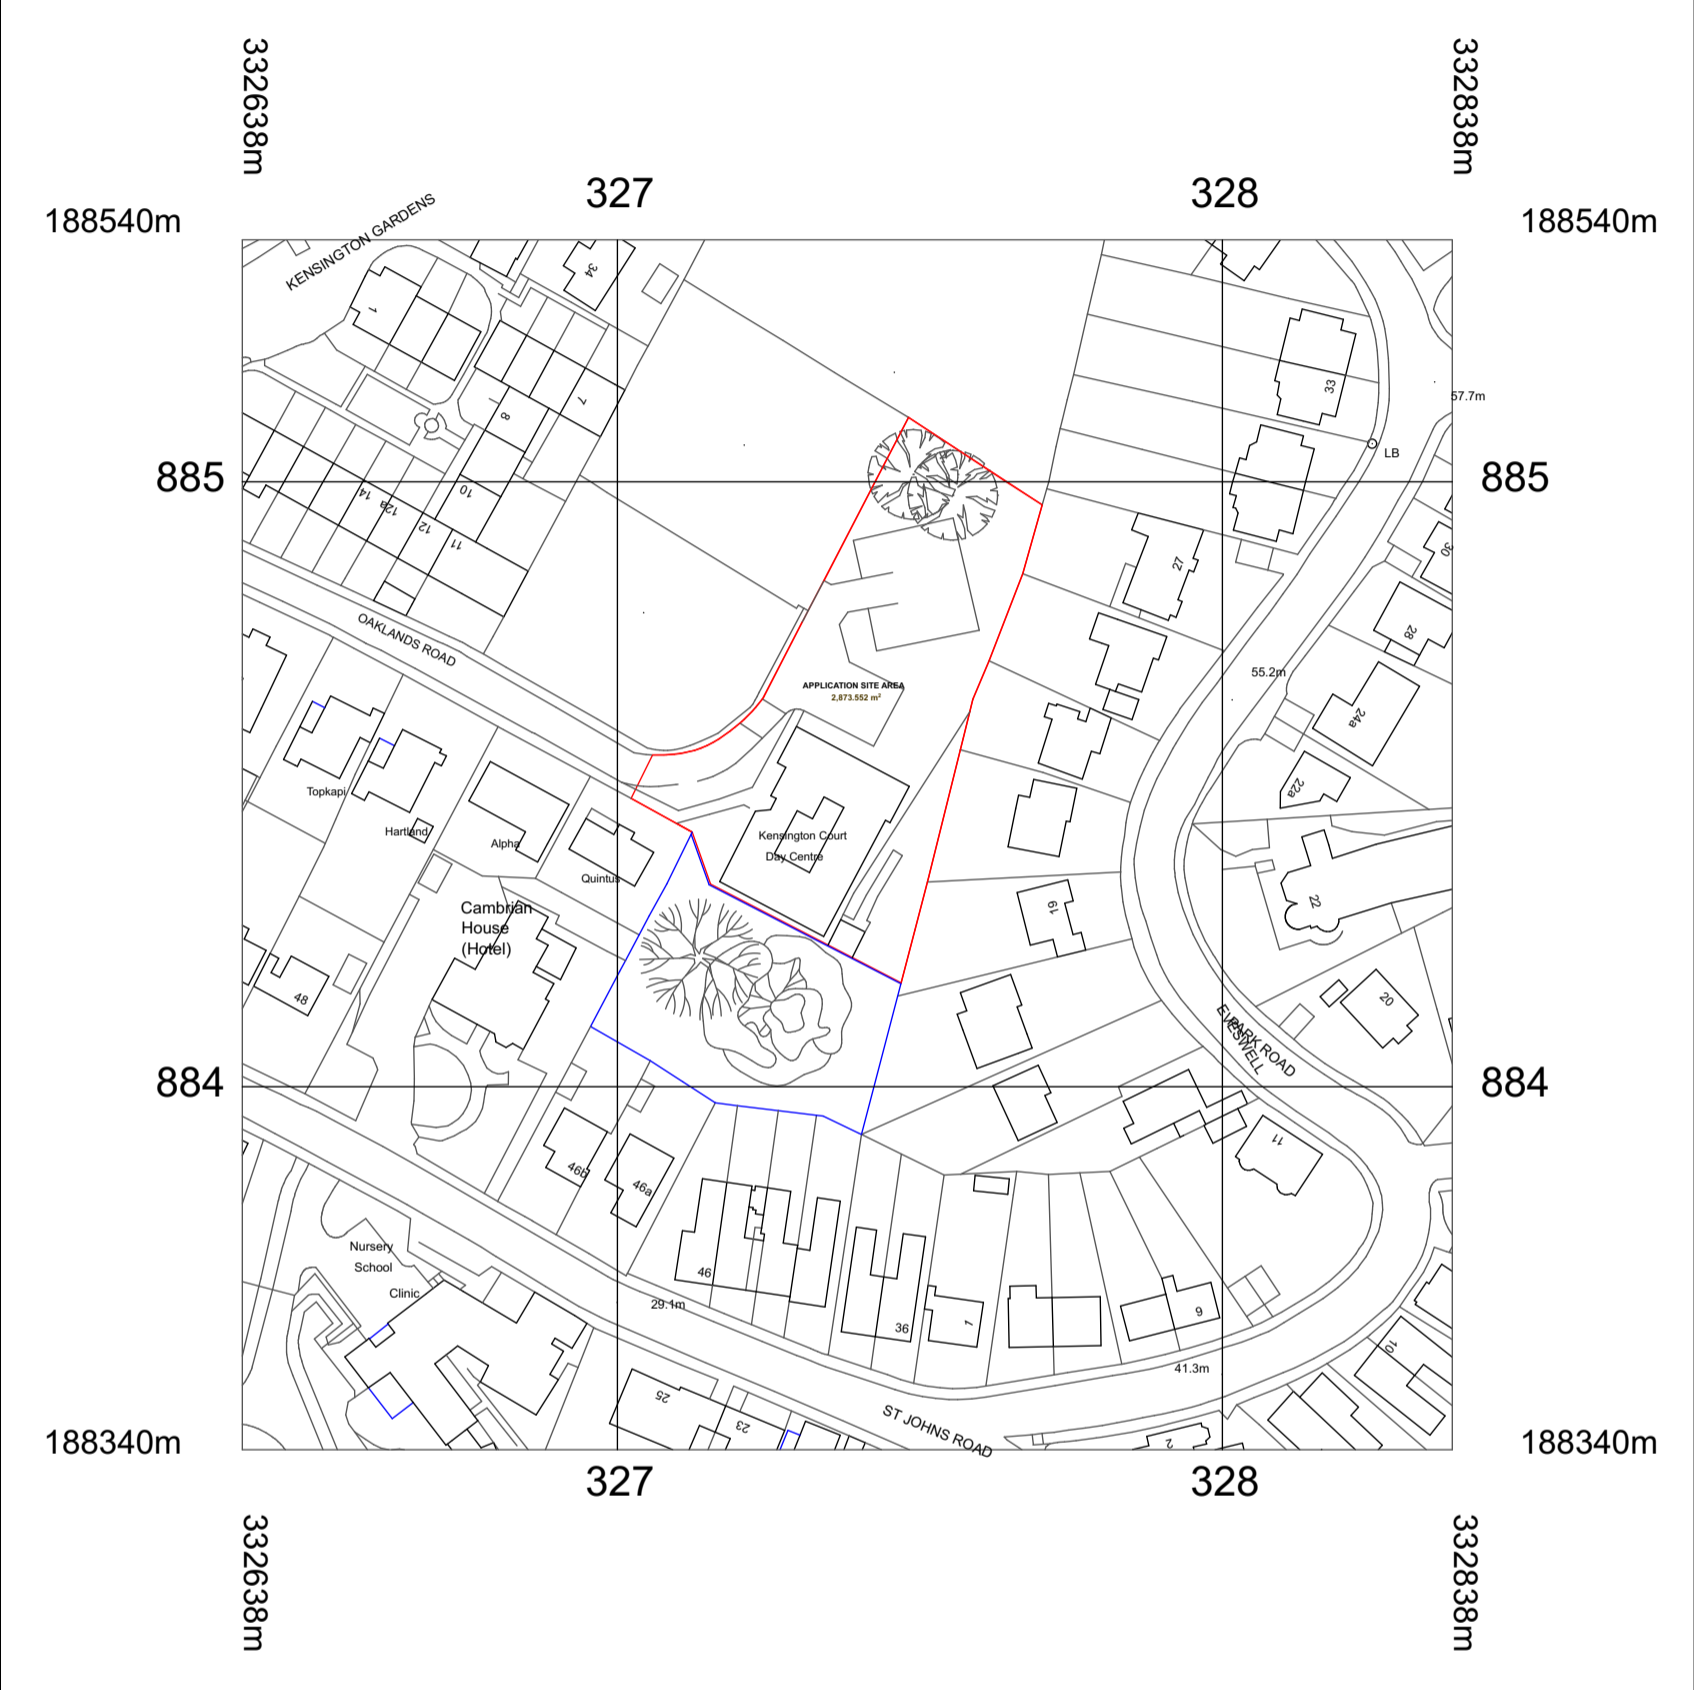 332638m
332838m
327
328
188540m
188540m
KENSINGTON GARDENS
34
1
33
57.7m
7
8
LB
885
885
10
14
12a
12
11
30
27
OAKLANDS ROAD
28
55.2m
APPLICATION SITE AREA
2,873.552 m²
24a
Topkapi
22a
Hartland
Alpha
Kensington Court
Day Centre
Quintus
22
19
Cambrian
House
(Hotel)
48
20
PARK ROAD
EVESWELL
884
884
11
46b
46a
Nursery
School
Clinic
46
29.1m
36
1
9
10
41.3m
25
23
ST JOHNS ROAD
2
188340m
188340m
327
328
332638m
332838m